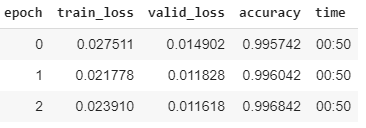 epoch train_loss valid_loss accuracy time
0 0.027511 0.014902 0.995742 00:50
1 0.021778 0.011828 0.996042 00:50
2 0.023910 0.011618 0.996842 00:50